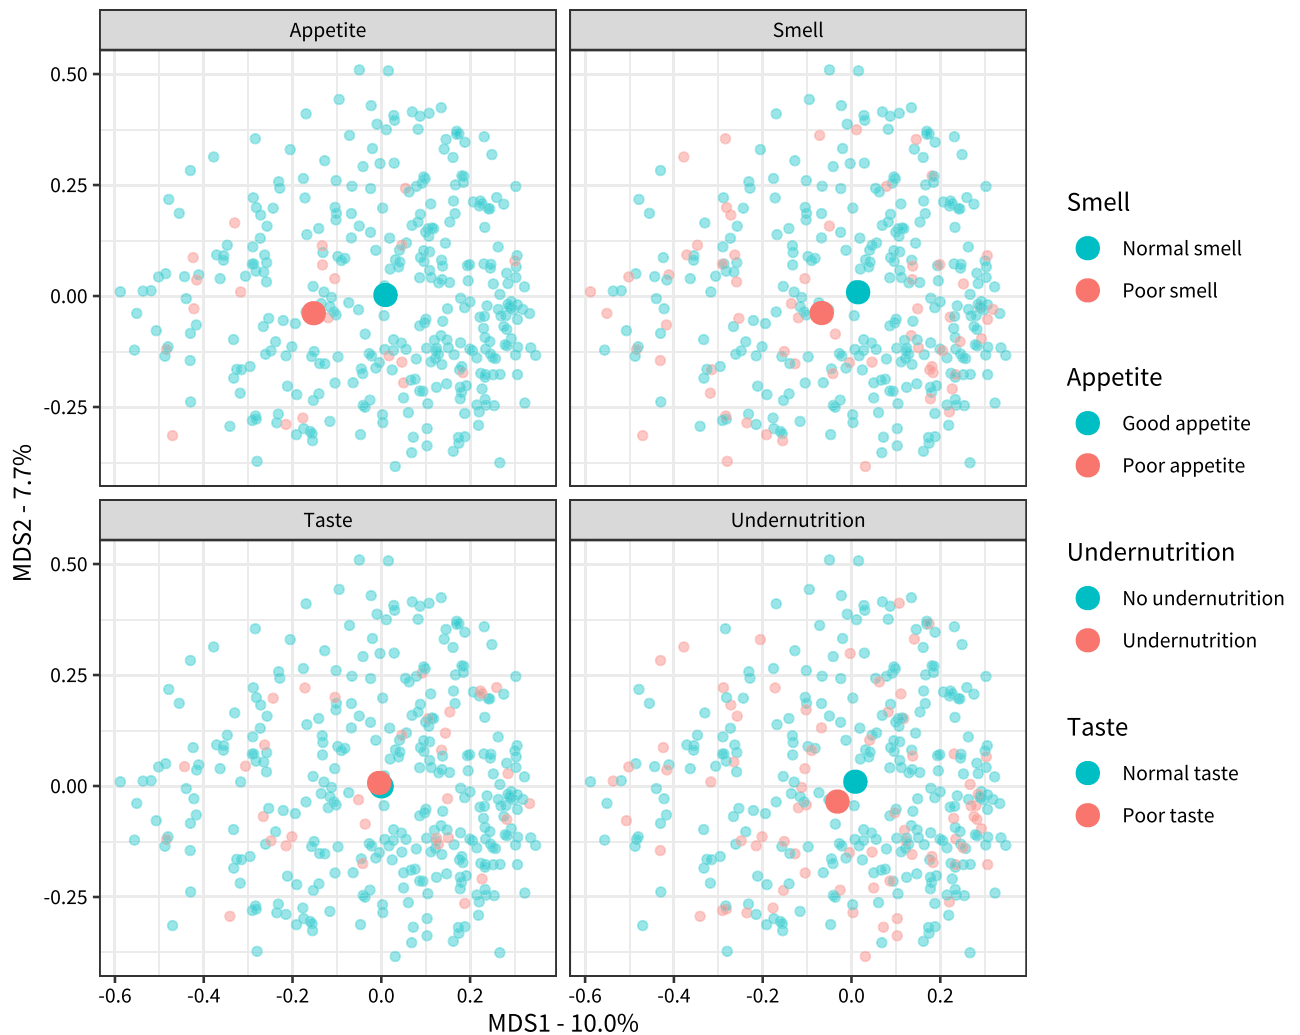 Appetite
Smell
0.50
0.25
0.00
-0.25
Taste
Undernutrition
0.50
0.25
0.00
-0.25
-0.6 -0.4 -0.2 0.0 0.2
-0.6 -0.4 -0.2 0.0 0.2
MDS1 - 10.0%
MDS2 - 7.7%
Smell
Normal smell
Poor smell
Appetite
Good appetite
Poor appetite
Undernutrition
No undernutrition
Undernutrition
Taste
Normal taste
Poor taste